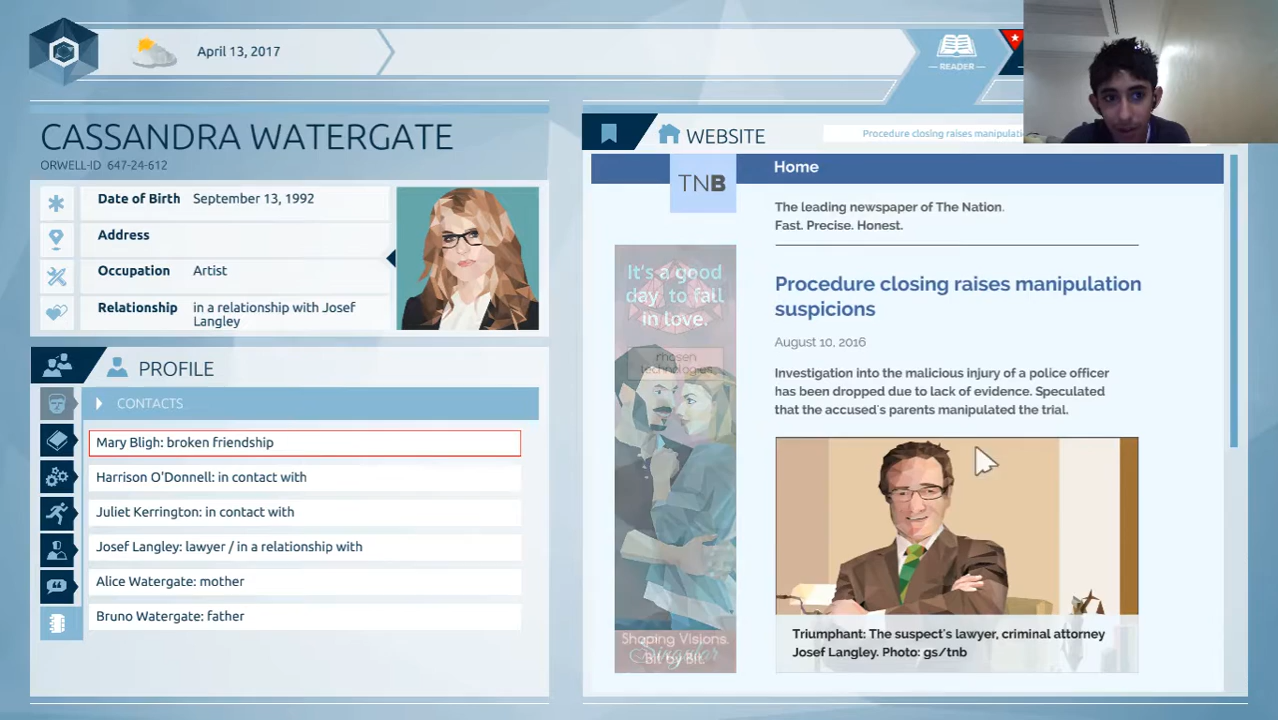 April 13, 2017
READER
CASSANDRA WATERGATE
ORWELL-ID 647-24-612
Date of Birth September 13, 1992
Address
Occupation Artist
Relationship in a relationship with Josef
Langley
PROFILE
CONTACTS
Mary Bligh: broken friendship
Harrison O'Donnell: in contact with
Juliet Kerrington: in contact with
Josef Langley: lawyer / in a relationship with
Alice Watergate: mother
Bruno Watergate: father
WEBSITE
Procedure closing raises manipulati
TNB
Home
The leading newspaper of The Nation.
Fast. Precise. Honest.
It's a good
day to fall
in love.
rhosen
technologies
Shaping Visions.
Singular
Bit by Bit.
Procedure closing raises manipulation
suspicions
August 10, 2016
Investigation into the malicious injury of a police officer
has been dropped due to lack of evidence. Speculated
that the accused's parents manipulated the trial.
Triumphant: The suspect's lawyer, criminal attorney
Josef Langley. Photo: gs/tnb